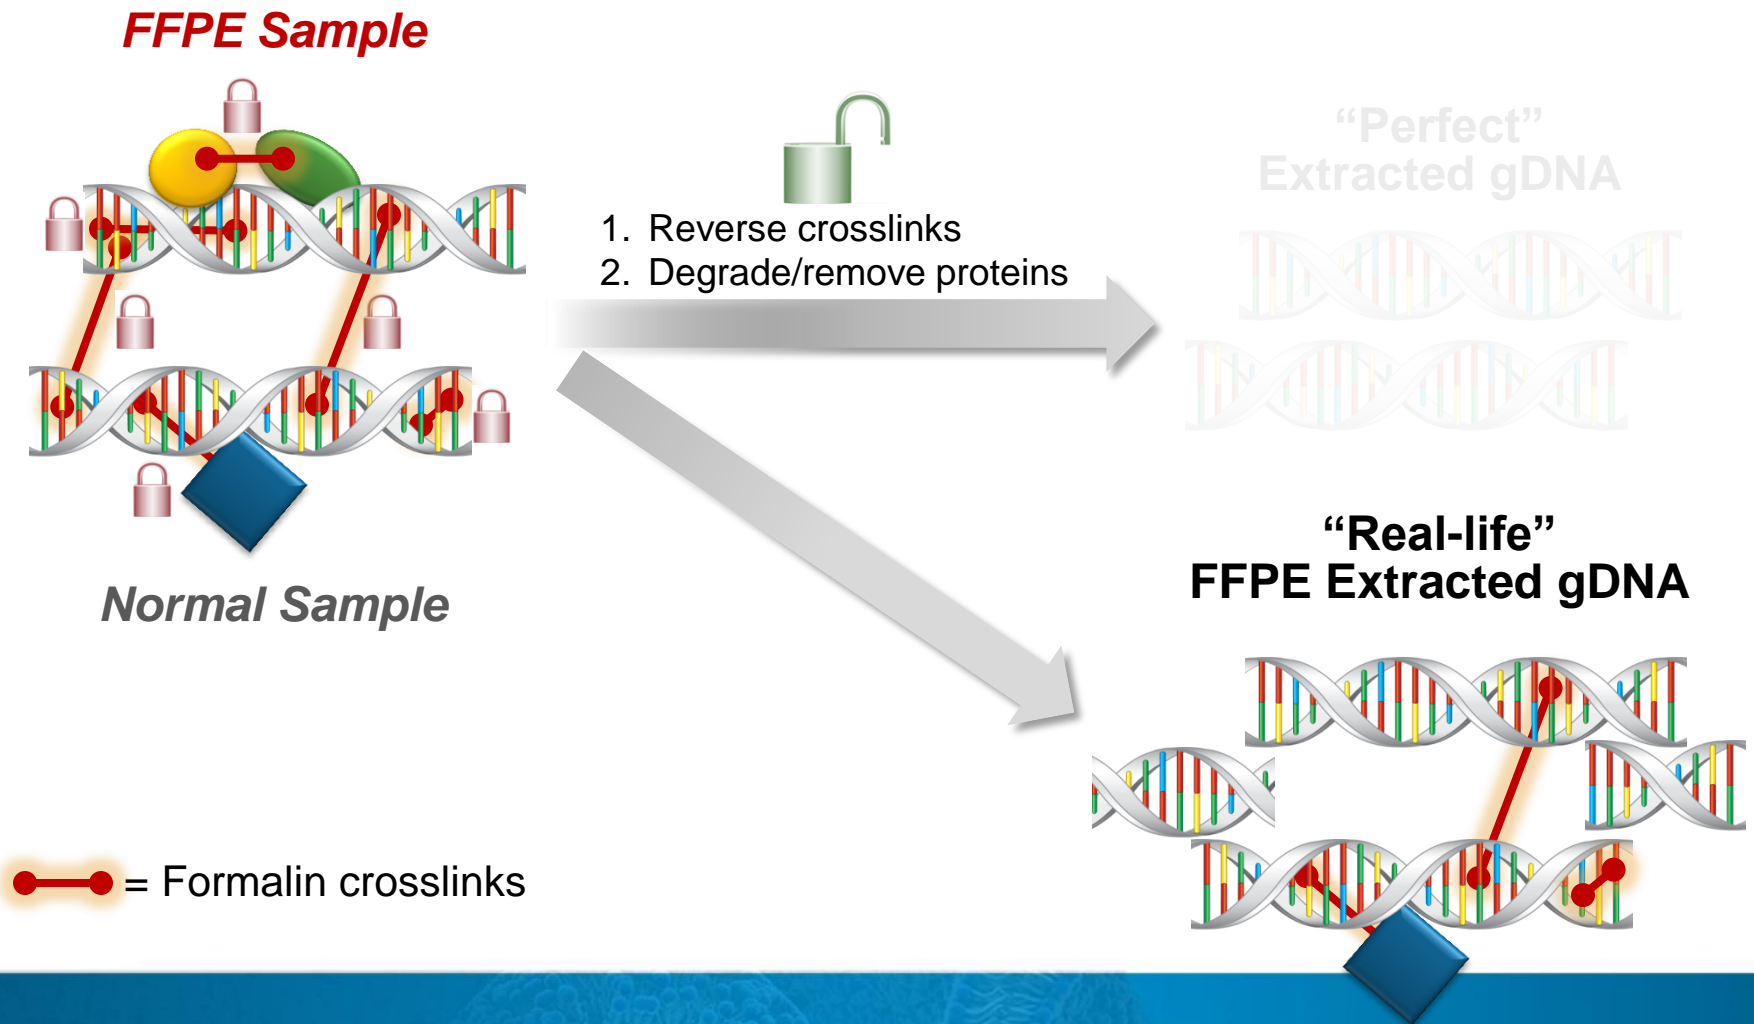 FFPE Sample
1. Reverse crosslinks
2. Degrade/remove proteins
“Perfect”
Extracted gDNA
Normal Sample
“Real-life”
FFPE Extracted gDNA
= Formalin crosslinks